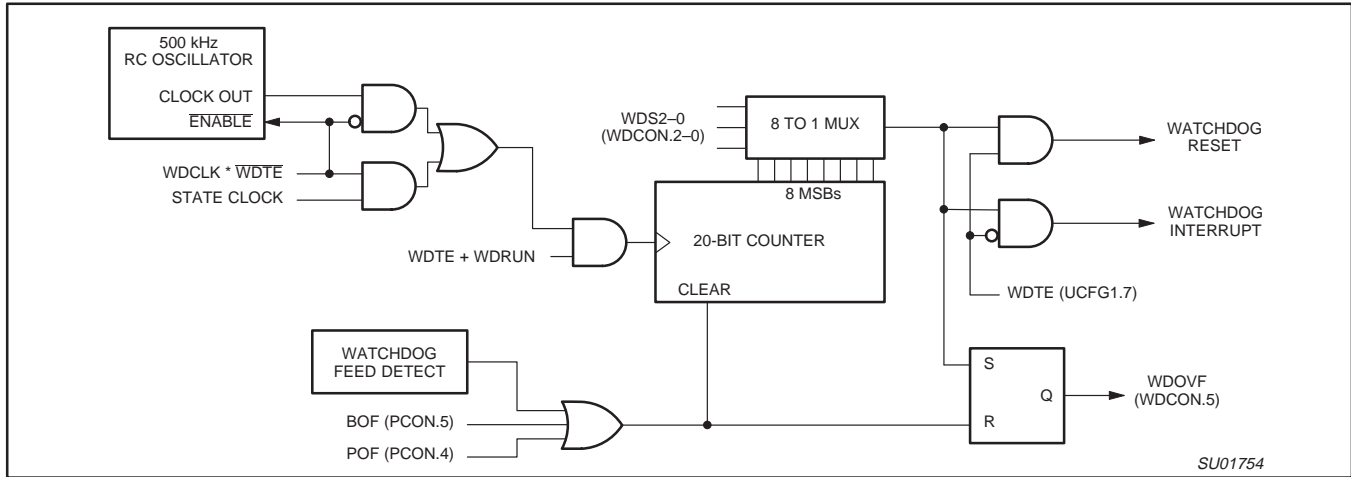 500 kHz
RC OSCILLATOR
CLOCK OUT
ENABLE
WDCLK * WDTE
STATE CLOCK
WDTE + WDRUN
WDS2–0
(WDCON.2–0)
8 TO 1 MUX
8 MSBs
20-BIT COUNTER
CLEAR
WATCHDOG
RESET
WATCHDOG
INTERRUPT
WDTE (UCFG1.7)
WATCHDOG
FEED DETECT
BOF (PCON.5)
POF (PCON.4)
S
Q
R
WDOVF
(WDCON.5)
SU01754